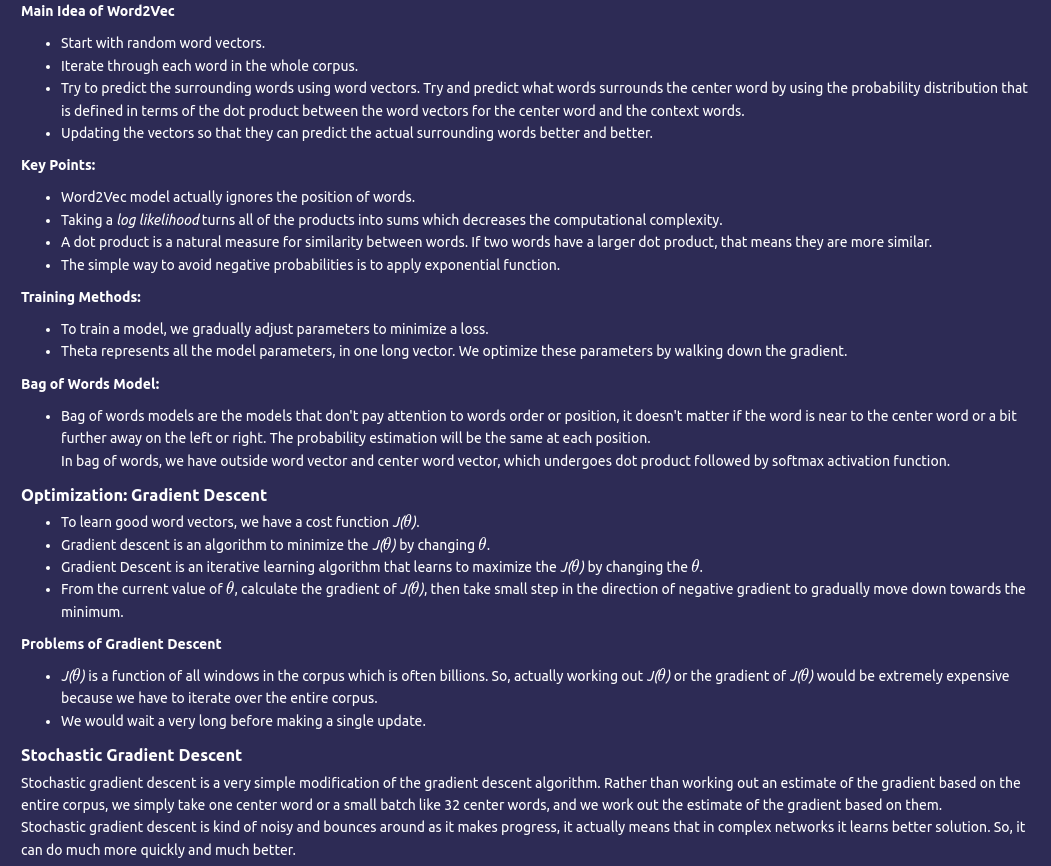 Main Idea of Word2Vec
• Start with random word vectors.
• Iterate through each word in the whole corpus.
• Try to predict the surrounding words using word vectors. Try and predict what words surrounds the center word by using the probability distribution that
is defined in terms of the dot product between the word vectors for the center word and the context words.
• Updating the vectors so that they can predict the actual surrounding words better and better.
Key Points:
• Word2Vec model actually ignores the position of words.
• Taking a log likelihood turns all of the products into sums which decreases the computational complexity.
• A dot product is a natural measure for similarity between words. If two words have a larger dot product, that means they are more similar.
• The simple way to avoid negative probabilities is to apply exponential function.
Training Methods:
• To train a model, we gradually adjust parameters to minimize a loss.
• Theta represents all the model parameters, in one long vector. We optimize these parameters by walking down the gradient.
Bag of Words Model:
• Bag of words models are the models that don't pay attention to words order or position, it doesn't matter if the word is near to the center word or a bit
further away on the left or right. The probability estimation will be the same at each position.
In bag of words, we have outside word vector and center word vector, which undergoes dot product followed by softmax activation function.
Optimization: Gradient Descent
• To learn good word vectors, we have a cost function J(θ).
• Gradient descent is an algorithm to minimize the J(θ) by changing θ.
• Gradient Descent is an iterative learning algorithm that learns to maximize the J(θ) by changing the θ.
• From the current value of θ, calculate the gradient of J(θ), then take small step in the direction of negative gradient to gradually move down towards the
minimum.
Problems of Gradient Descent
• J(θ) is a function of all windows in the corpus which is often billions. So, actually working out J(θ) or the gradient of J(θ) would be extremely expensive
because we have to iterate over the entire corpus.
• We would wait a very long before making a single update.
Stochastic Gradient Descent
Stochastic gradient descent is a very simple modification of the gradient descent algorithm. Rather than working out an estimate of the gradient based on the
entire corpus, we simply take one center word or a small batch like 32 center words, and we work out the estimate of the gradient based on them.
Stochastic gradient descent is kind of noisy and bounces around as it makes progress, it actually means that in complex networks it learns better solution. So, it
can do much more quickly and much better.